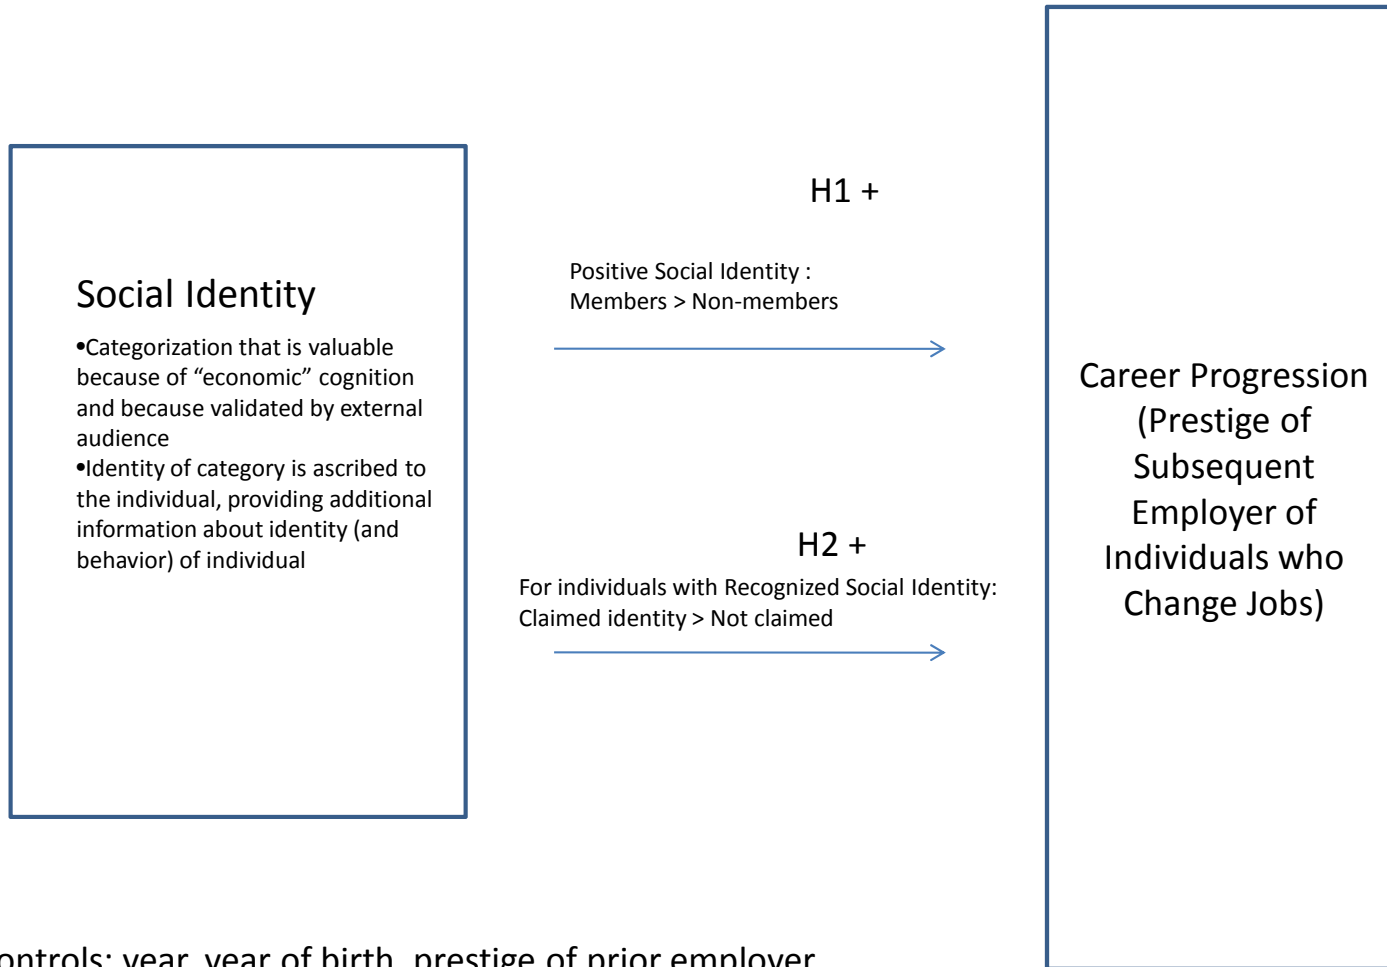 Social Identity
•Categorization that is valuable
because of “economic” cognition
and because validated by external
audience
•Identity of category is ascribed to
the individual, providing additional
information about identity (and
behavior) of individual
H1 +
Positive Social Identity :
Members > Non-members
H2 +
For individuals with Recognized Social Identity:
Claimed identity > Not claimed
Career Progression
(Prestige of
Subsequent
Employer of
Individuals who
Change Jobs)
ontrols: year, year of birth, prestige of prior employer